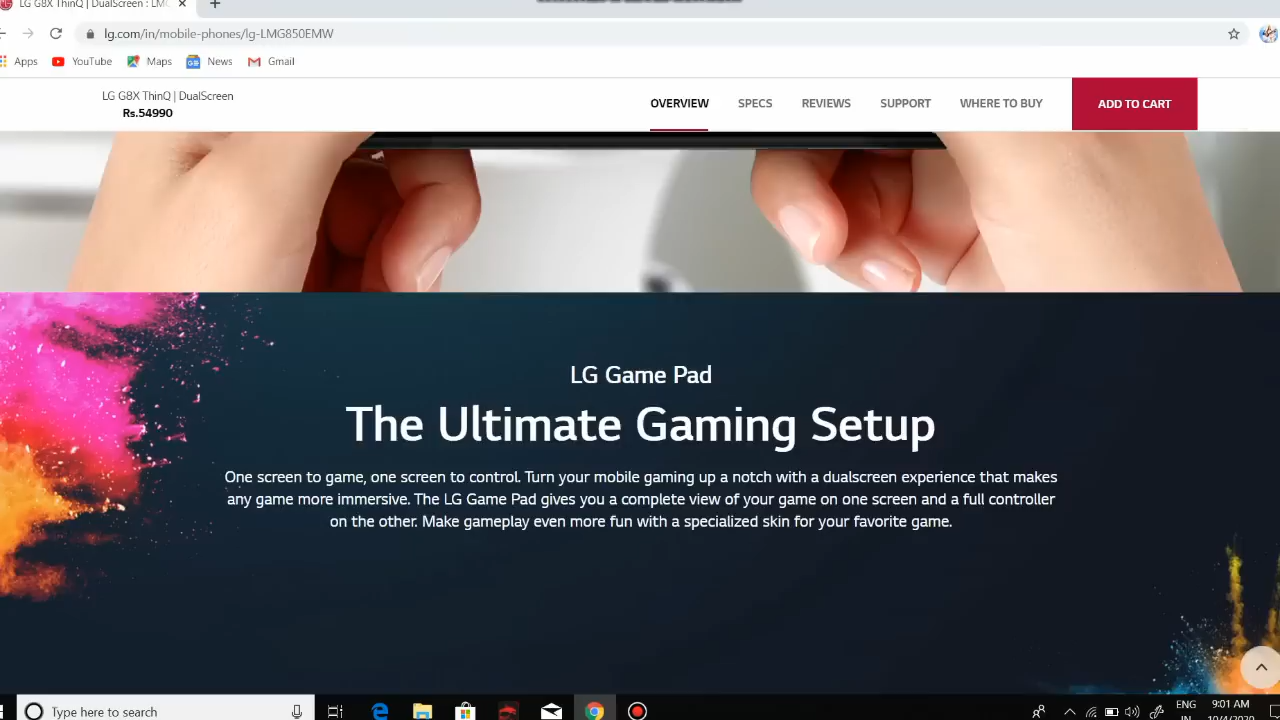 LG G8X ThinQ | DualScreen : LM
lg.com/in/mobile-phones/lg-LMG850EMW
Apps YouTube Maps News Gmail
LG G8X ThinQ | DualScreen
Rs.54990
OVERVIEW SPECS REVIEWS SUPPORT WHERE TO BUY ADD TO CART
LG Game Pad
The Ultimate Gaming Setup
One screen to game, one screen to control. Turn your mobile gaming up a notch with a dualscreen experience that makes
any game more immersive. The LG Game Pad gives you a complete view of your game on one screen and a full controller
on the other. Make gameplay even more fun with a specialized skin for your favorite game.
Type here to search
ENG 9:01 AM
IN 10/4/2020